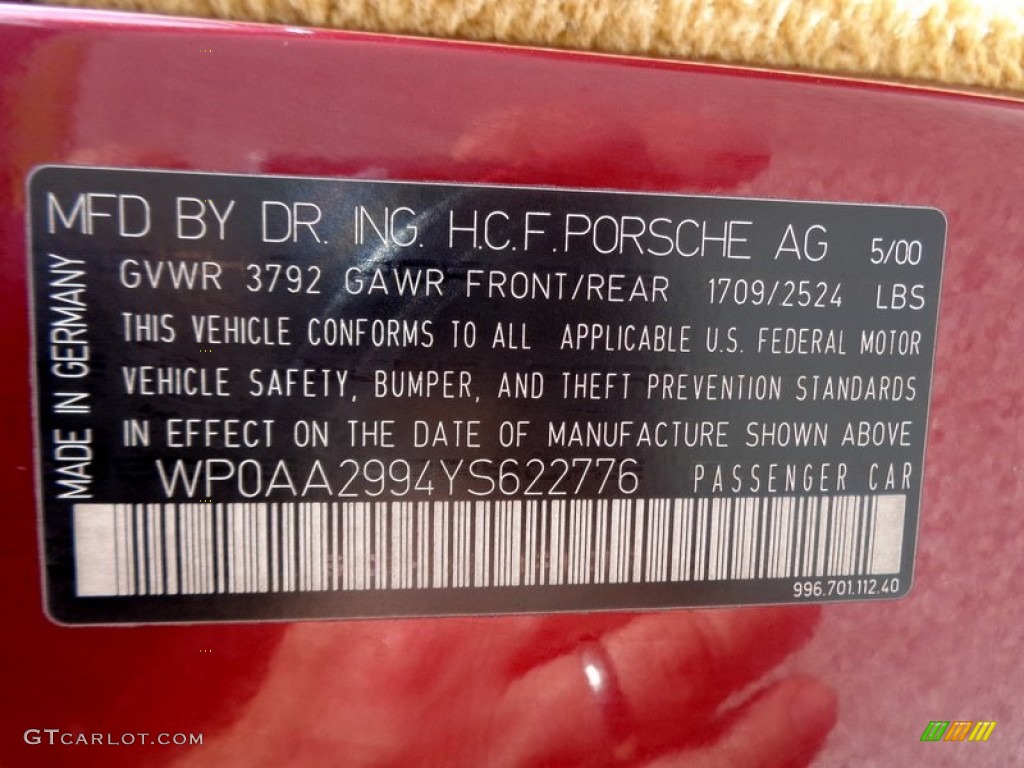 MFD BY DR. ING. H.C.F.PORSCHE AG 5/00
GVWR 3792 GAWR FRONT/REAR 1709/2524 LBS
THIS VEHICLE CONFORMS TO ALL APPLICABLE U.S. FEDERAL MOTOR
VEHICLE SAFETY, BUMPER, AND THEFT PREVENTION STANDARDS
IN EFFECT ON THE DATE OF MANUFACTURE SHOWN ABOVE
WP0AA2994YS622776 PASSENGER CAR
996.701.112.40
MADE IN GERMANY
GTCARLOT.COM